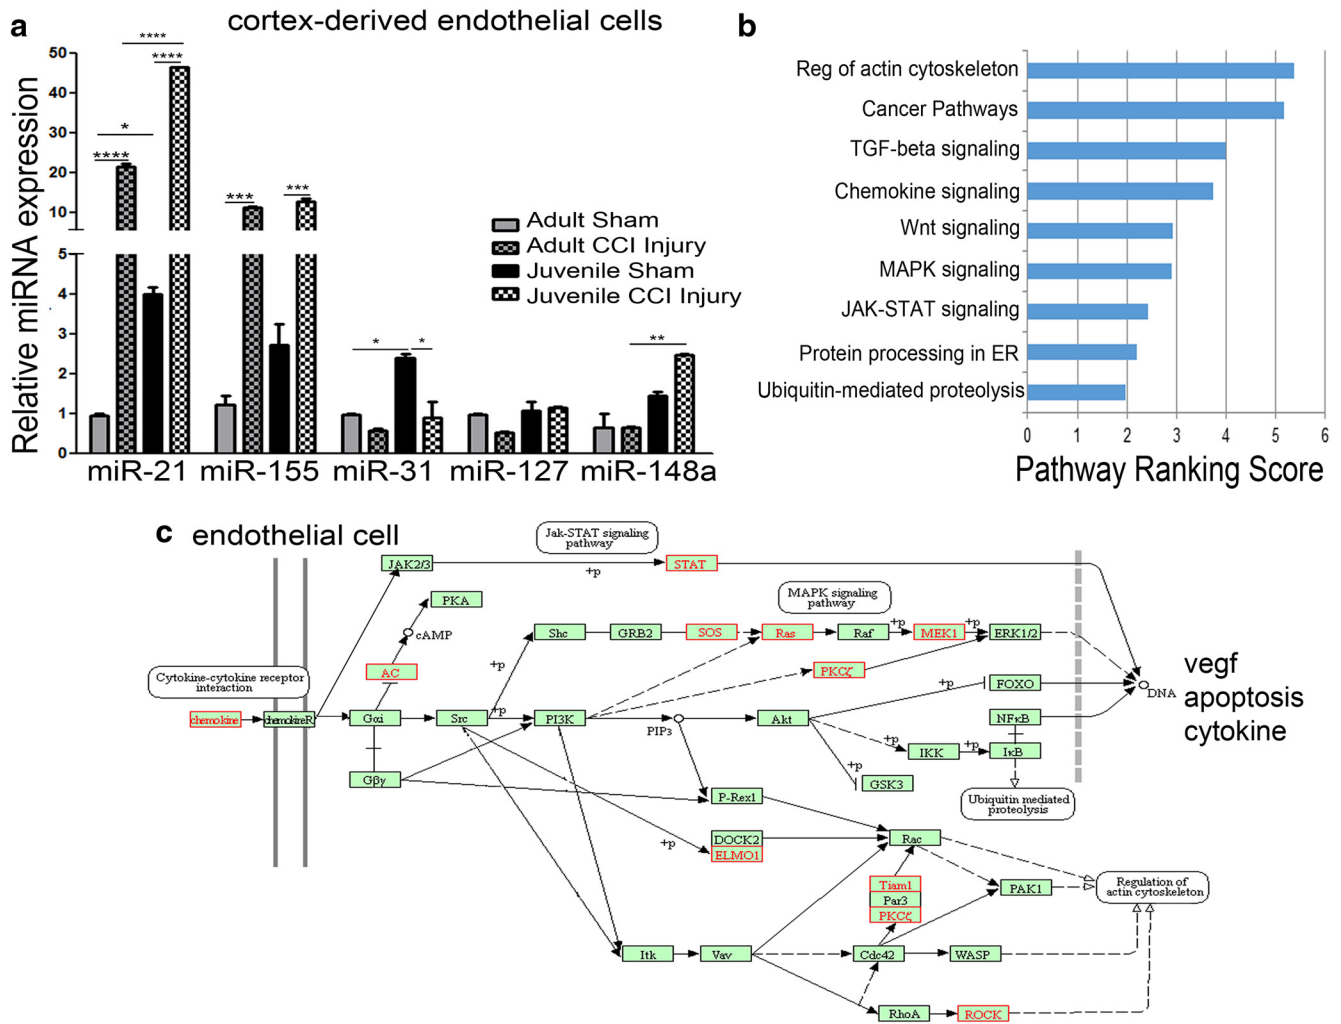 a
cortex-derived endothelial cells
Relative miRNA expression
50
40
30
20
10
5
4
3
2
1
0
****
****
*
****
***
***
*
*
**
Adult Sham
Adult CCI Injury
Juvenile Sham
Juvenile CCI Injury
miR-21
miR-155
miR-31
miR-127
miR-148a
b
Reg of actin cytoskeleton
Cancer Pathways
TGF-beta signaling
Chemokine signaling
Wnt signaling
MAPK signaling
JAK-STAT signaling
Protein processing in ER
Ubiquitin-mediated proteolysis
0 1 2 3 4 5 6
Pathway Ranking Score
c
endothelial cell
Jak-STAT signaling
pathway
JAK2/3
+p
STAT
PKA
cAMP
MAPK signaling
pathway
Shc
GRB2
SOS
Ras
Raf
+p
MEK1
+p
ERK1/2
+p
AC
PKCζ
Cytokine-cytokine receptor
interaction
chemokine
chemokineR
Gαi
Src
+p
PI3K
PIP3
Akt
+p
FOXO
DNA
vegf
apoptosis
cytokine
NFκB
+p
IKK
+p
IκB
Gβγ
+p
GSK3
P-Rex1
Ubiquitin mediated
proteolysis
+p
DOCK2
ELMO1
Rac
Tiam1
Par3
PKCζ
PAK1
Regulation of
actin cytoskeleton
Itk
Vav
Cdc42
WASP
RhoA
ROCK